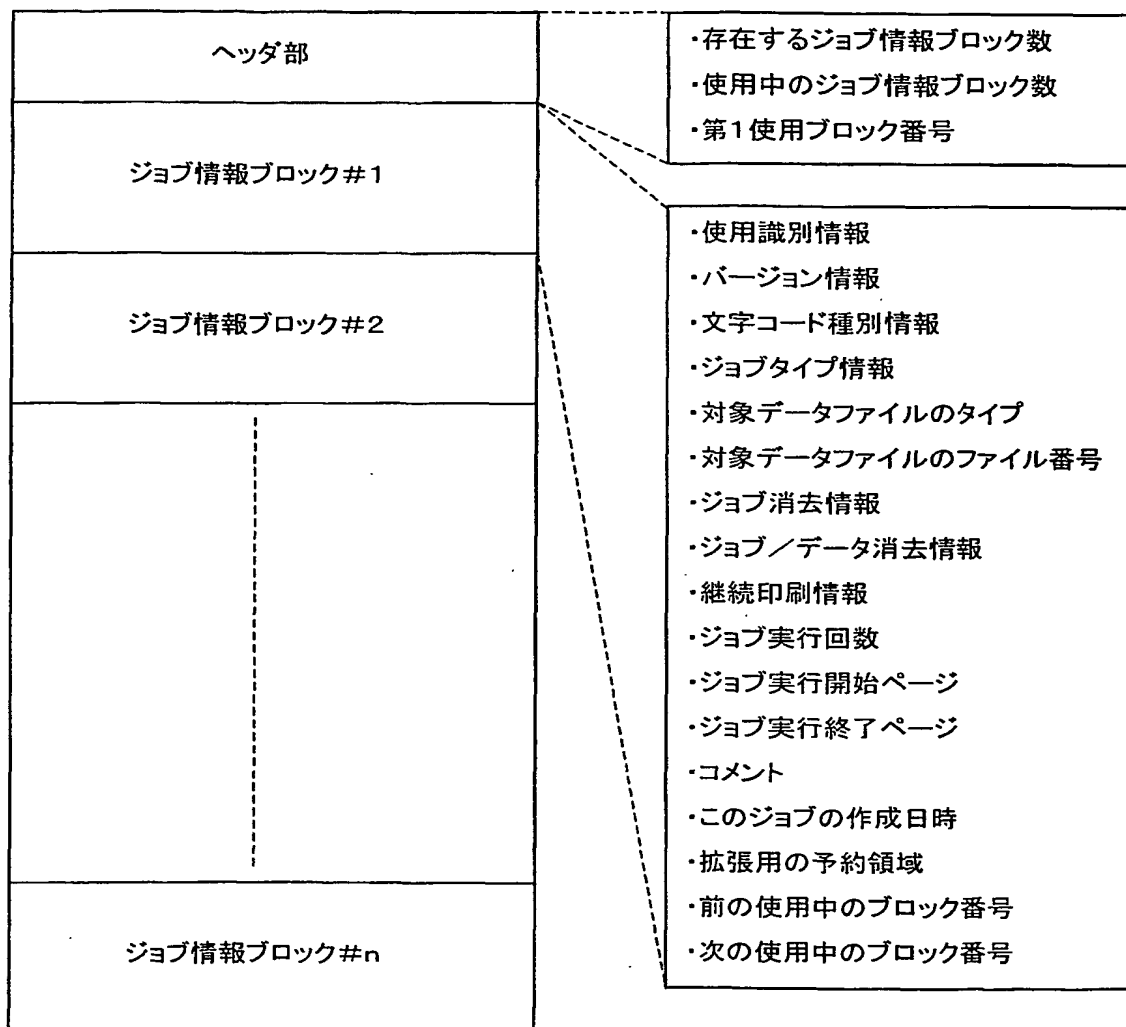 ヘッダ部
ジョブ情報ブロック#1
ジョブ情報ブロック#2
ジョブ情報ブロック#n
・存在するジョブ情報ブロック数
・使用中のジョブ情報ブロック数
・第1使用ブロック番号
・使用識別情報
・バージョン情報
・文字コード種別情報
・ジョブタイプ情報
・対象データファイルのタイプ
・対象データファイルのファイル番号
・ジョブ消去情報
・ジョブ／データ消去情報
・継続印刷情報
・ジョブ実行回数
・ジョブ実行開始ページ
・ジョブ実行終了ページ
・コメント
・このジョブの作成日時
・拡張用の予約領域
・前の使用中のブロック番号
・次の使用中のブロック番号